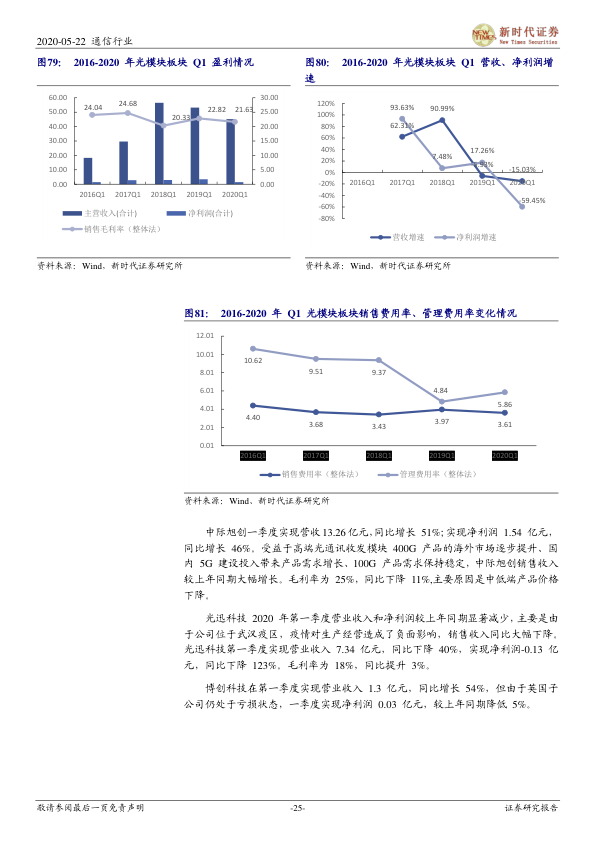 2020-05-22 通信行业
新时代证券
New Times Securities
NEW TIMES
图79： 2016-2020 年光模块板块 Q1 盈利情况
60.00
50.00
40.00
30.00
20.00
10.00
0.00
30.00
25.00
20.00
15.00
10.00
5.00
0.00
24.04
24.68
20.33
22.82
21.63
2016Q1 2017Q1 2018Q1 2019Q1 2020Q1
主营收入(合计) 净利润(合计)
销售毛利率（整体法）
资料来源：Wind、新时代证券研究所
图80： 2016-2020 年光模块板块 Q1 营收、净利润增
速
120%
100%
80%
60%
40%
20%
0%
-20%
-40%
-60%
-80%
93.63%
62.31%
90.99%
7.48%
17.26%
-15.03%
-59.45%
2016Q1 2017Q1 2018Q1 2019Q1 2020Q1
营收增速 净利润增速
资料来源：Wind、新时代证券研究所
图81： 2016-2020 年 Q1 光模块板块销售费用率、管理费用率变化情况
12.01
10.01
8.01
6.01
4.01
2.01
0.01
10.62
9.51
9.37
4.84
5.86
4.40
3.68
3.43
3.97
3.61
2016Q1 2017Q1 2018Q1 2019Q1 2020Q1
销售费用率（整体法） 管理费用率（整体法）
资料来源：Wind、新时代证券研究所
中际旭创一季度实现营收13.26亿元,同比增长 51%;实现净利润 1.54 亿元，
同比增长 46%。受益于高端光通讯收发模块 400G 产品的海外市场逐步提升、国
内 5G 建设投入带来产品需求增长、100G 产品需求保持稳定，中际旭创销售收入
较上年同期大幅增长。毛利率为 25%，同比下降 11%,主要原因是中低端产品价格
下降。
光迅科技 2020 年第一季度营业收入和净利润较上年同期显著减少，主要是由
于公司位于武汉疫区，疫情对生产经营造成了负面影响，销售收入同比大幅下降。
光迅科技第一季度实现营业收入 7.34 亿元，同比下降 40%，实现净利润-0.13 亿
元，同比下降 123%。毛利率为 18%，同比提升 3%。
博创科技在第一季度实现营业收入 1.3 亿元，同比增长 54%，但由于英国子
公司仍处于亏损状态，一季度实现净利润 0.03 亿元，较上年同期降低 5%。
敬请参阅最后一页免责声明
-25-
证券研究报告